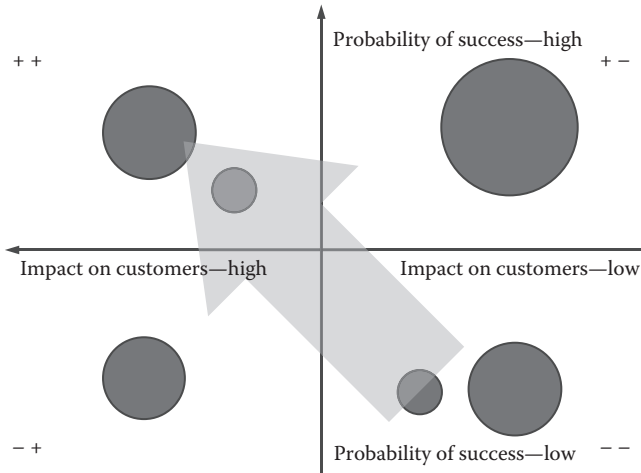 Probability of success—high
+ +
+ −
Impact on customers—high
Impact on customers—low
− +
− −
Probability of success—low